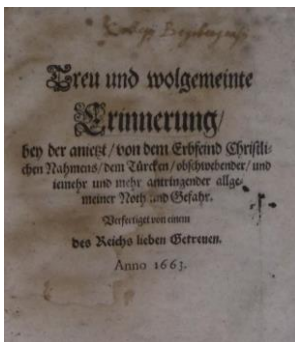 Treu und wolgemeinte
Erinnerung/
bey der anietzt/von dem Erbfeind Christli-
chen Nahmens/dem Türcken/obschwebender/und
iemehr und mehr antringender allge-
meiner Noth und Gefahr.
Verfertiget von einem
des Reichs lieben Getreuen.
Anno 1663.